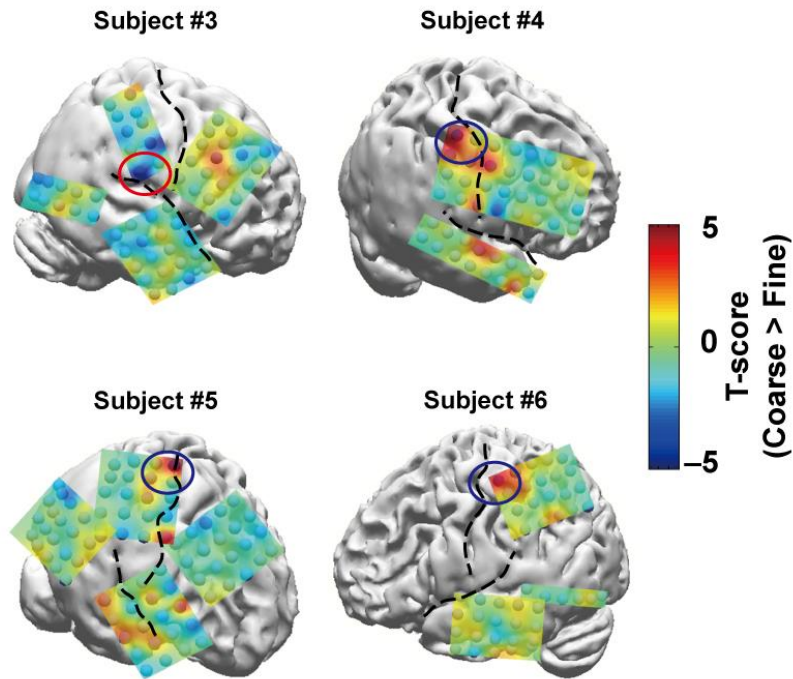 Subject #3
Subject #4
Subject #5
Subject #6
5
0
–5
T-score
(Coarse > Fine)